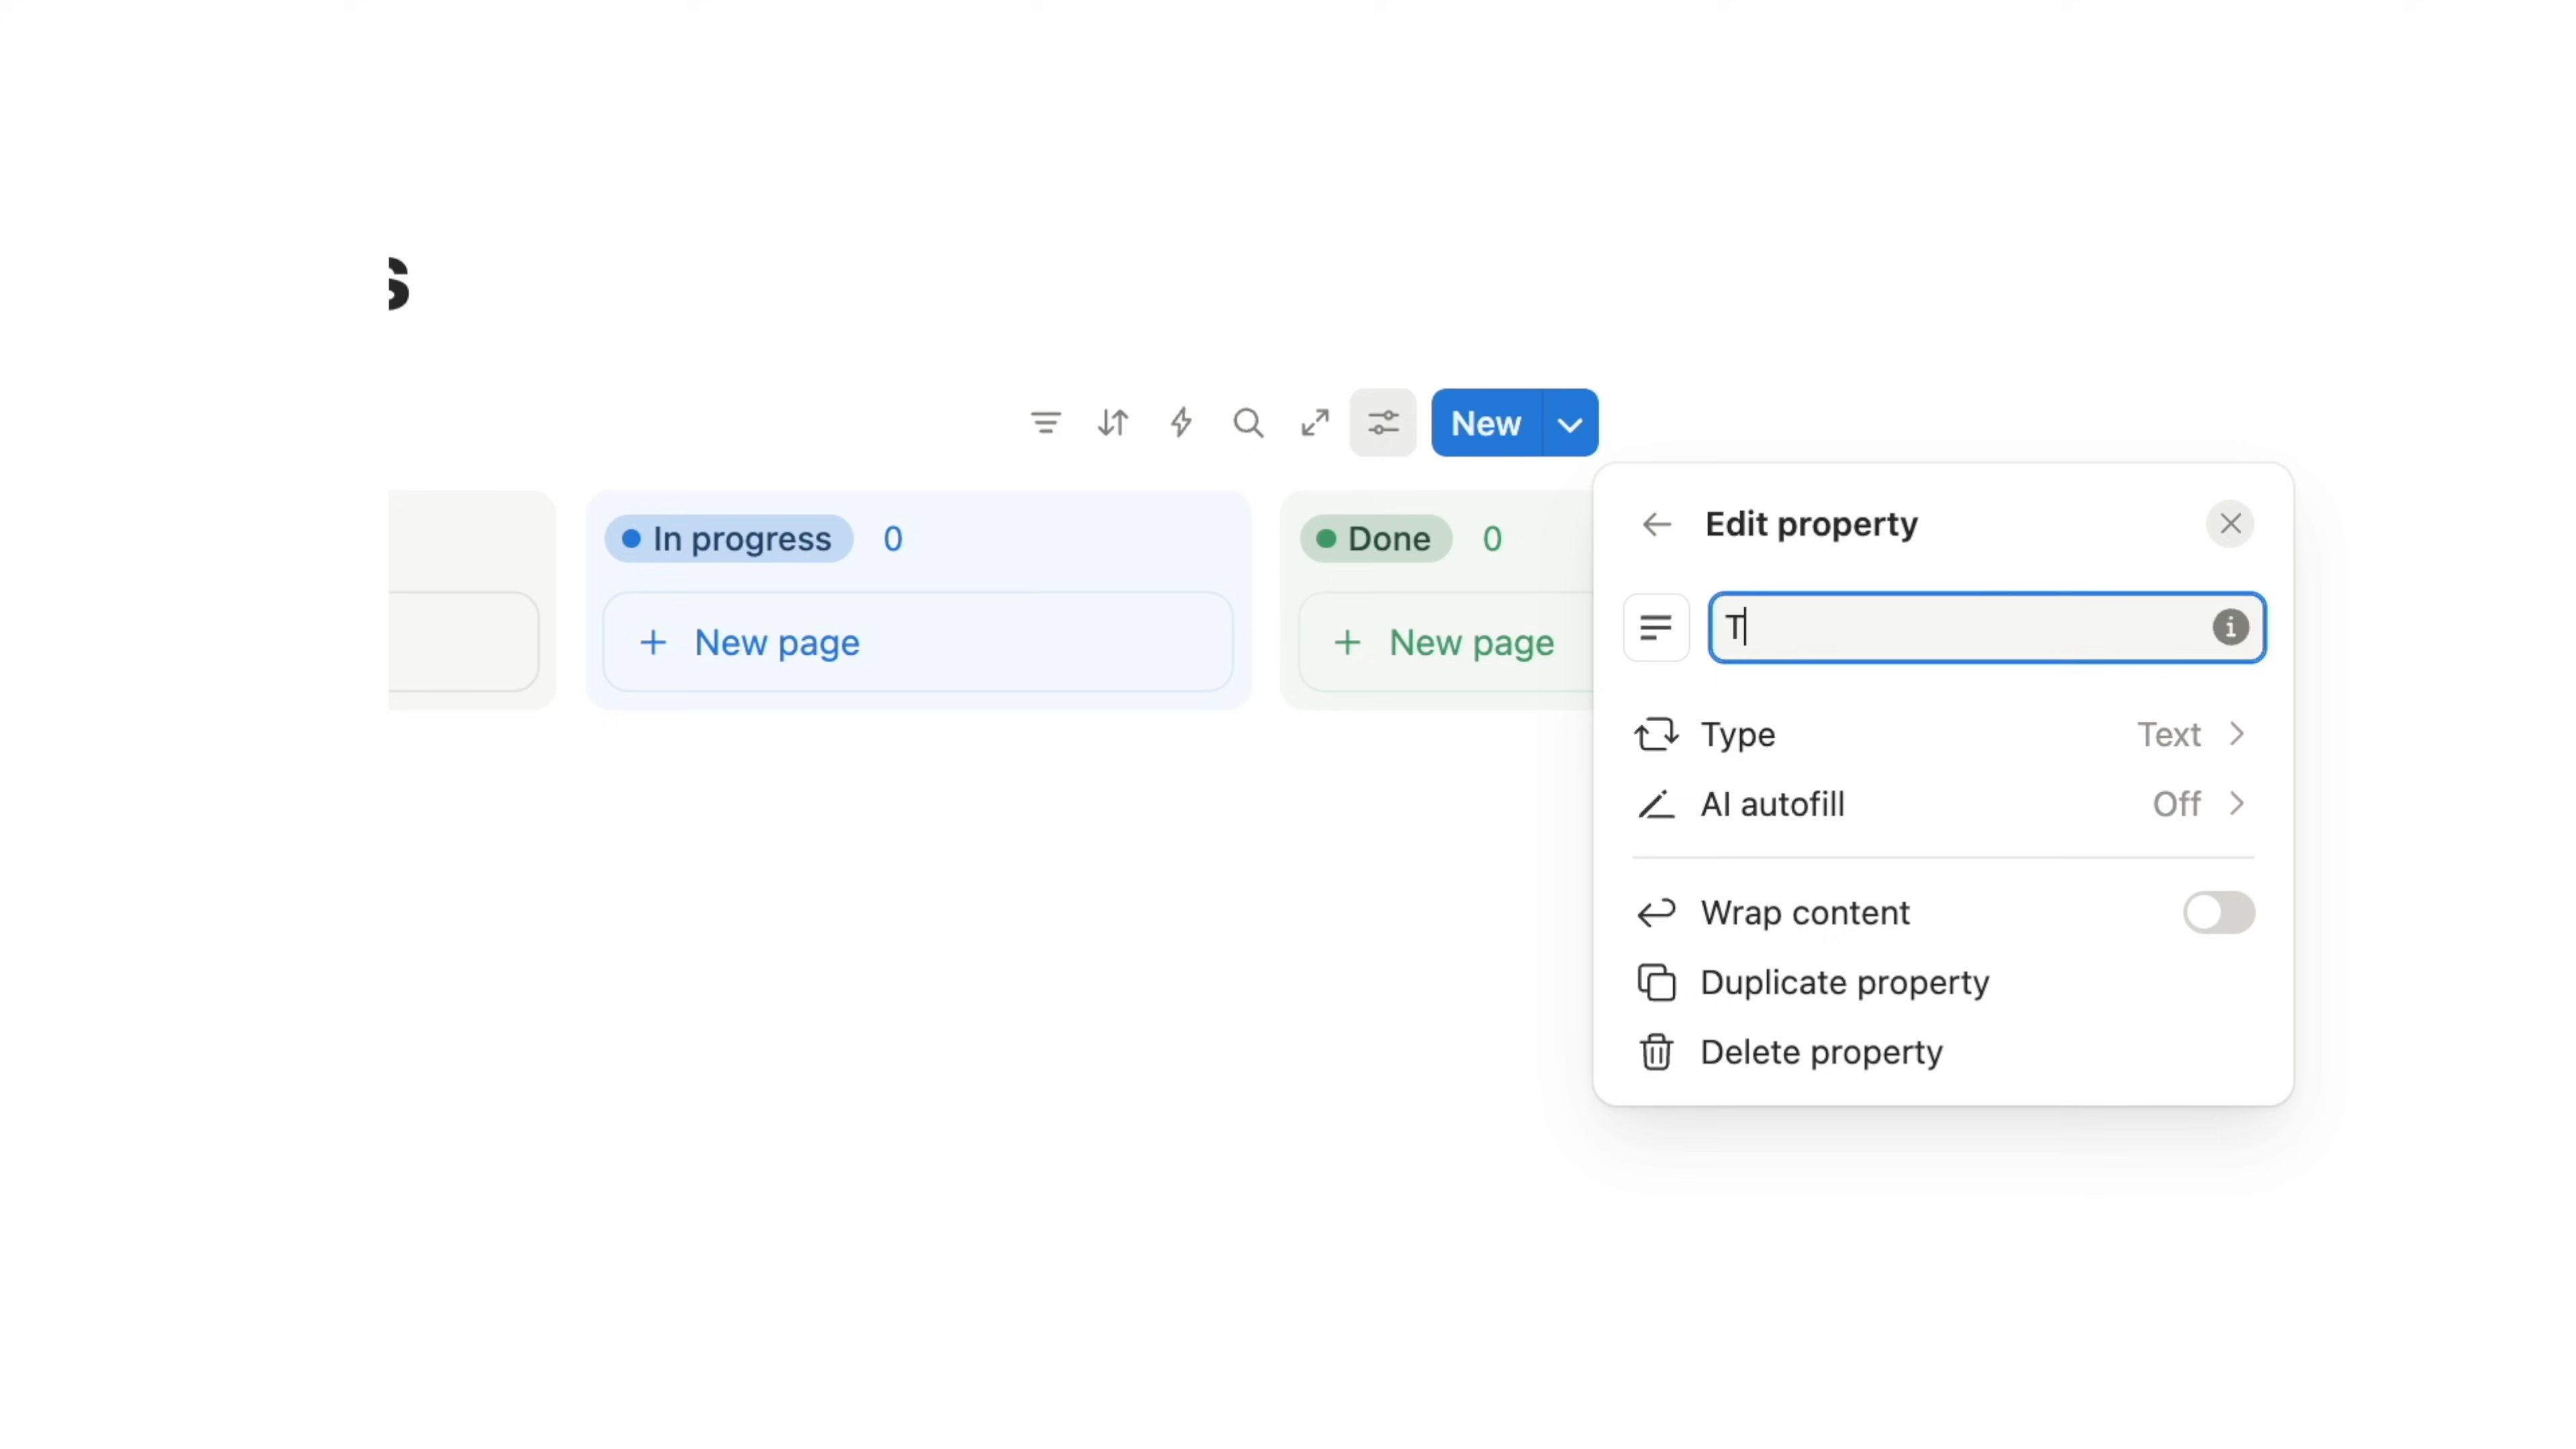 s
New
In progress 0
Done 0
New page
New page
Edit property
T
Type Text
AI autofill Off
Wrap content
Duplicate property
Delete property